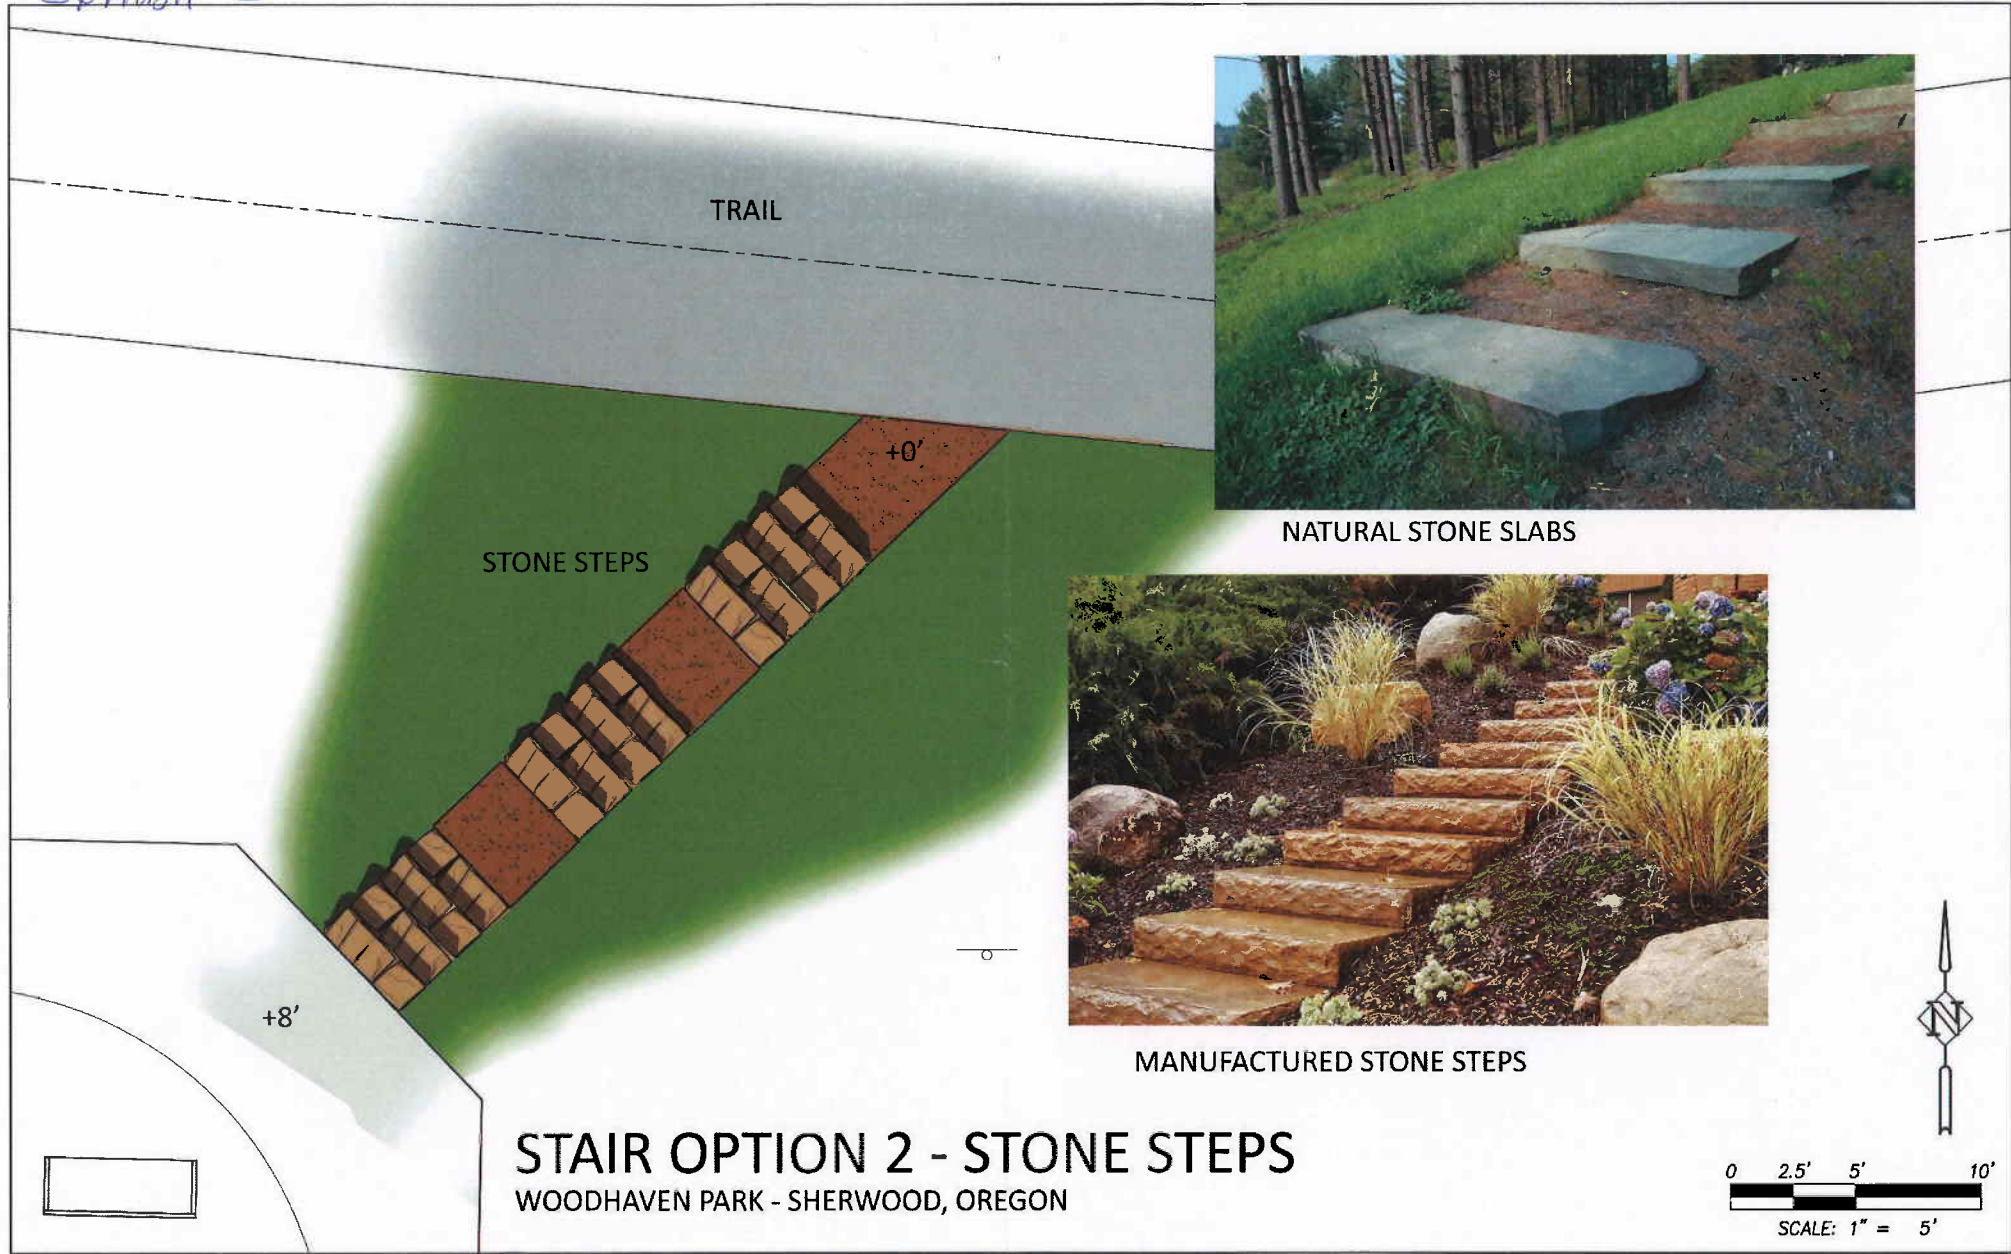 TRAIL
+0'
NATURAL STONE SLABS
STONE STEPS
+8'
MANUFACTURED STONE STEPS
N
STAIR OPTION 2 - STONE STEPS
WOODHAVEN PARK - SHERWOOD, OREGON
0 2.5' 5' 10'
SCALE: 1" = 5'